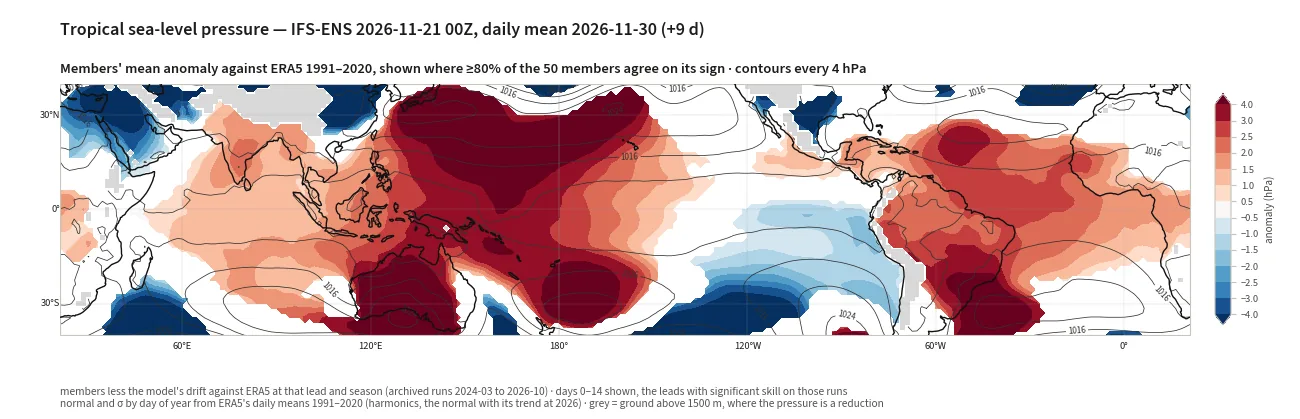 Tropical sea-level pressure — IFS-ENS 2026-11-21 00Z, daily mean 2026-11-30 (+9 d)
Members' mean anomaly against ERA5 1991–2020, shown where ≥80% of the 50 members agree on its sign · contours every 4 hPa
1016
1016
1016
1016
1016
1016
1024
1016
1016
30°N
0°
30°S
60°E
120°E
180°
120°W
60°W
0°
4.0
3.0
2.5
2.0
1.5
1.0
0.5
−0.5
−1.0
−1.5
−2.0
−2.5
−3.0
−4.0
anomaly (hPa)
members less the model's drift against ERA5 at that lead and season (archived runs 2024-03 to 2026-10) · days 0–14 shown, the leads with significant skill on those runs
normal and σ by day of year from ERA5's daily means 1991–2020 (harmonics, the normal with its trend at 2026) · grey = ground above 1500 m, where the pressure is a reduction